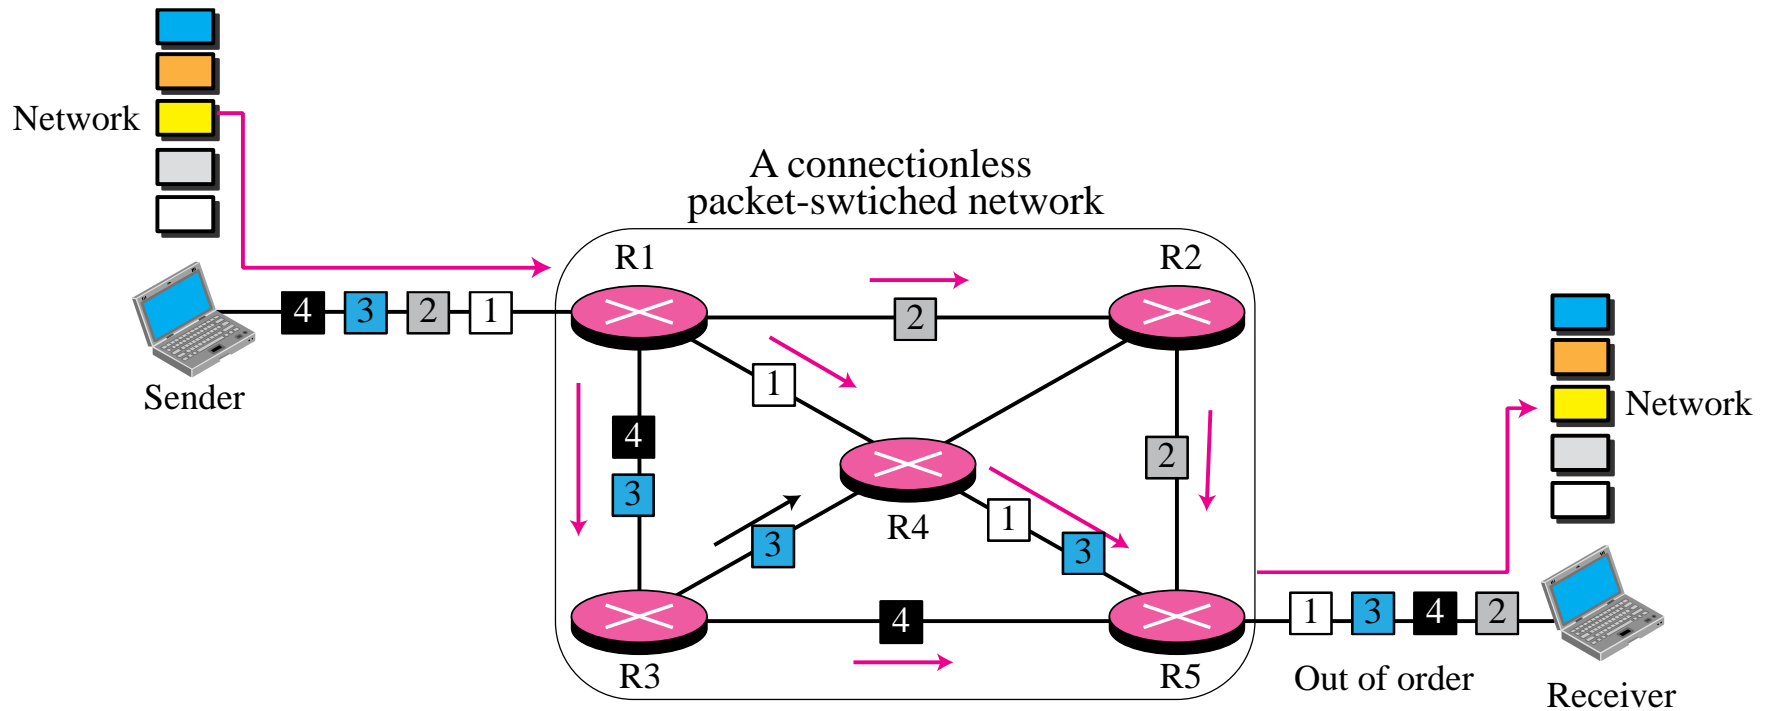 Network
A connectionless
packet-swtiched network
R1
R2
4 3 2 1
2
Sender
1
4
2
Network
3
R4
1
3
3
4
1 3 4 2
R3
R5
Out of order
Receiver